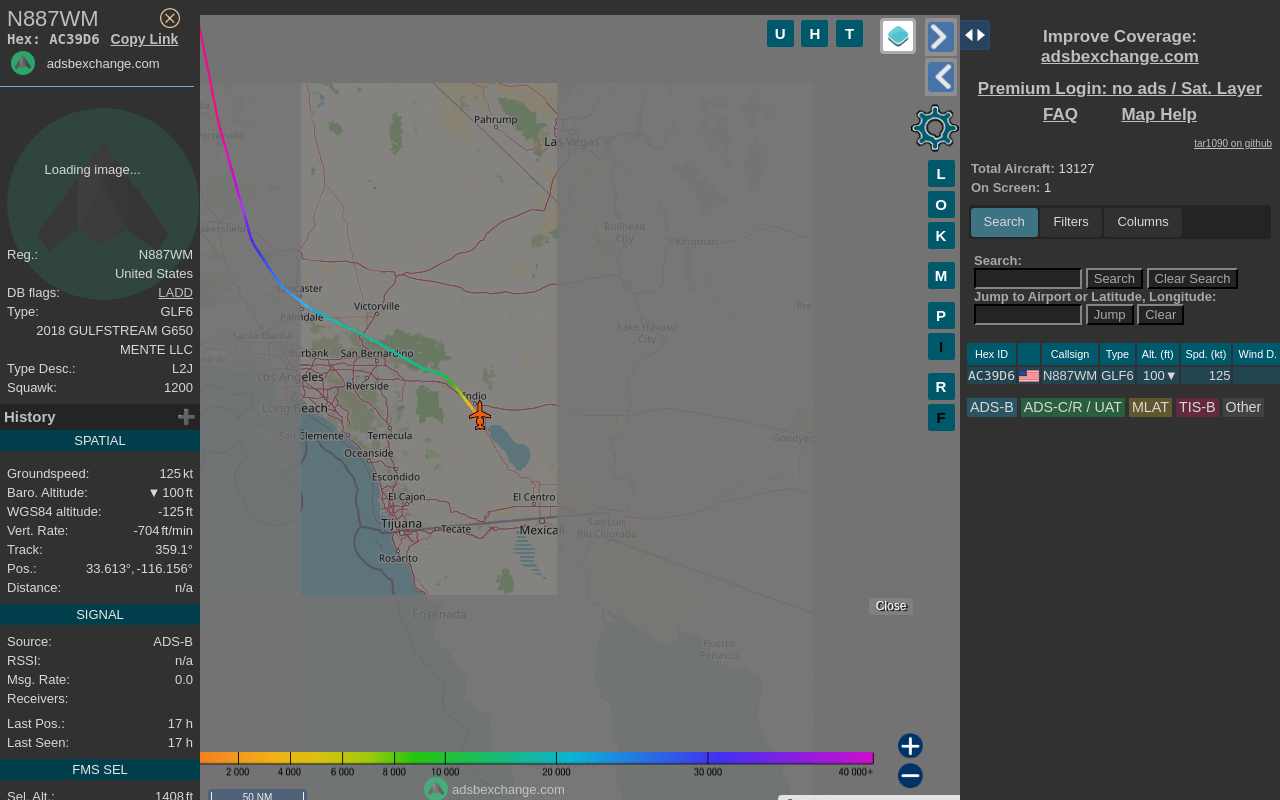 N887WM
Hex: AC39D6 Copy Link
adsbexchange.com
Loading image...
Reg.: N887WM
United States
DB flags: LADD
Type: GLF6
2018 GULFSTREAM G650
MENTE LLC
Type Desc.: L2J
Squawk: 1200
History
SPATIAL
Groundspeed: 125 kt
Baro. Altitude: ▼ 100 ft
WGS84 altitude: -125 ft
Vert. Rate: -704 ft/min
Track: 359.1°
Pos.: 33.613°, -116.156°
Distance: n/a
SIGNAL
Source: ADS-B
RSSI: n/a
Msg. Rate: 0.0
Receivers:
Last Pos.: 17 h
Last Seen: 17 h
FMS SEL
Sel. Alt.: 1408 ft
U H T
L
O
K
M
P
I
R
F
Pahrump
Las Vegas
Porterville
Bullhead
City
Kingman
Lancaster
Victorville
Palmdale
Santa Clarita
Lake Havasu
City
Burbank
San Bernardino
Los Angeles
Riverside
Indio
Long Beach
San Clemente
Temecula
Goodyea
Oceanside
Escondido
El Cajon
El Centro
Tijuana
Tecate
Mexicali
San Luis
Río Colorado
Rosarito
Ensenada
Puerto
Peñasco
Close
2 000 4 000 6 000 8 000 10 000 20 000 30 000 40 000+
adsbexchange.com
50 NM
Improve Coverage:
adsbexchange.com
Premium Login: no ads / Sat. Layer
FAQ Map Help
tar1090 on github
Total Aircraft: 13127
On Screen: 1
Search Filters Columns
Search:
Search Clear Search
Jump to Airport or Latitude, Longitude:
Jump Clear
Hex ID Callsign Type Alt. (ft) Spd. (kt) Wind D.
AC39D6 N887WM GLF6 100▼ 125
ADS-B ADS-C/R / UAT MLAT TIS-B Other